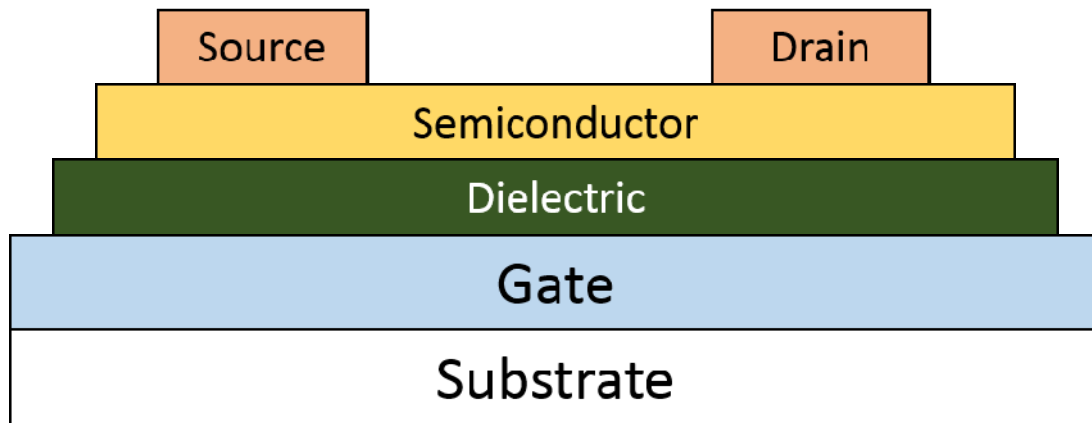 Source Drain
Semiconductor
Dielectric
Gate
Substrate